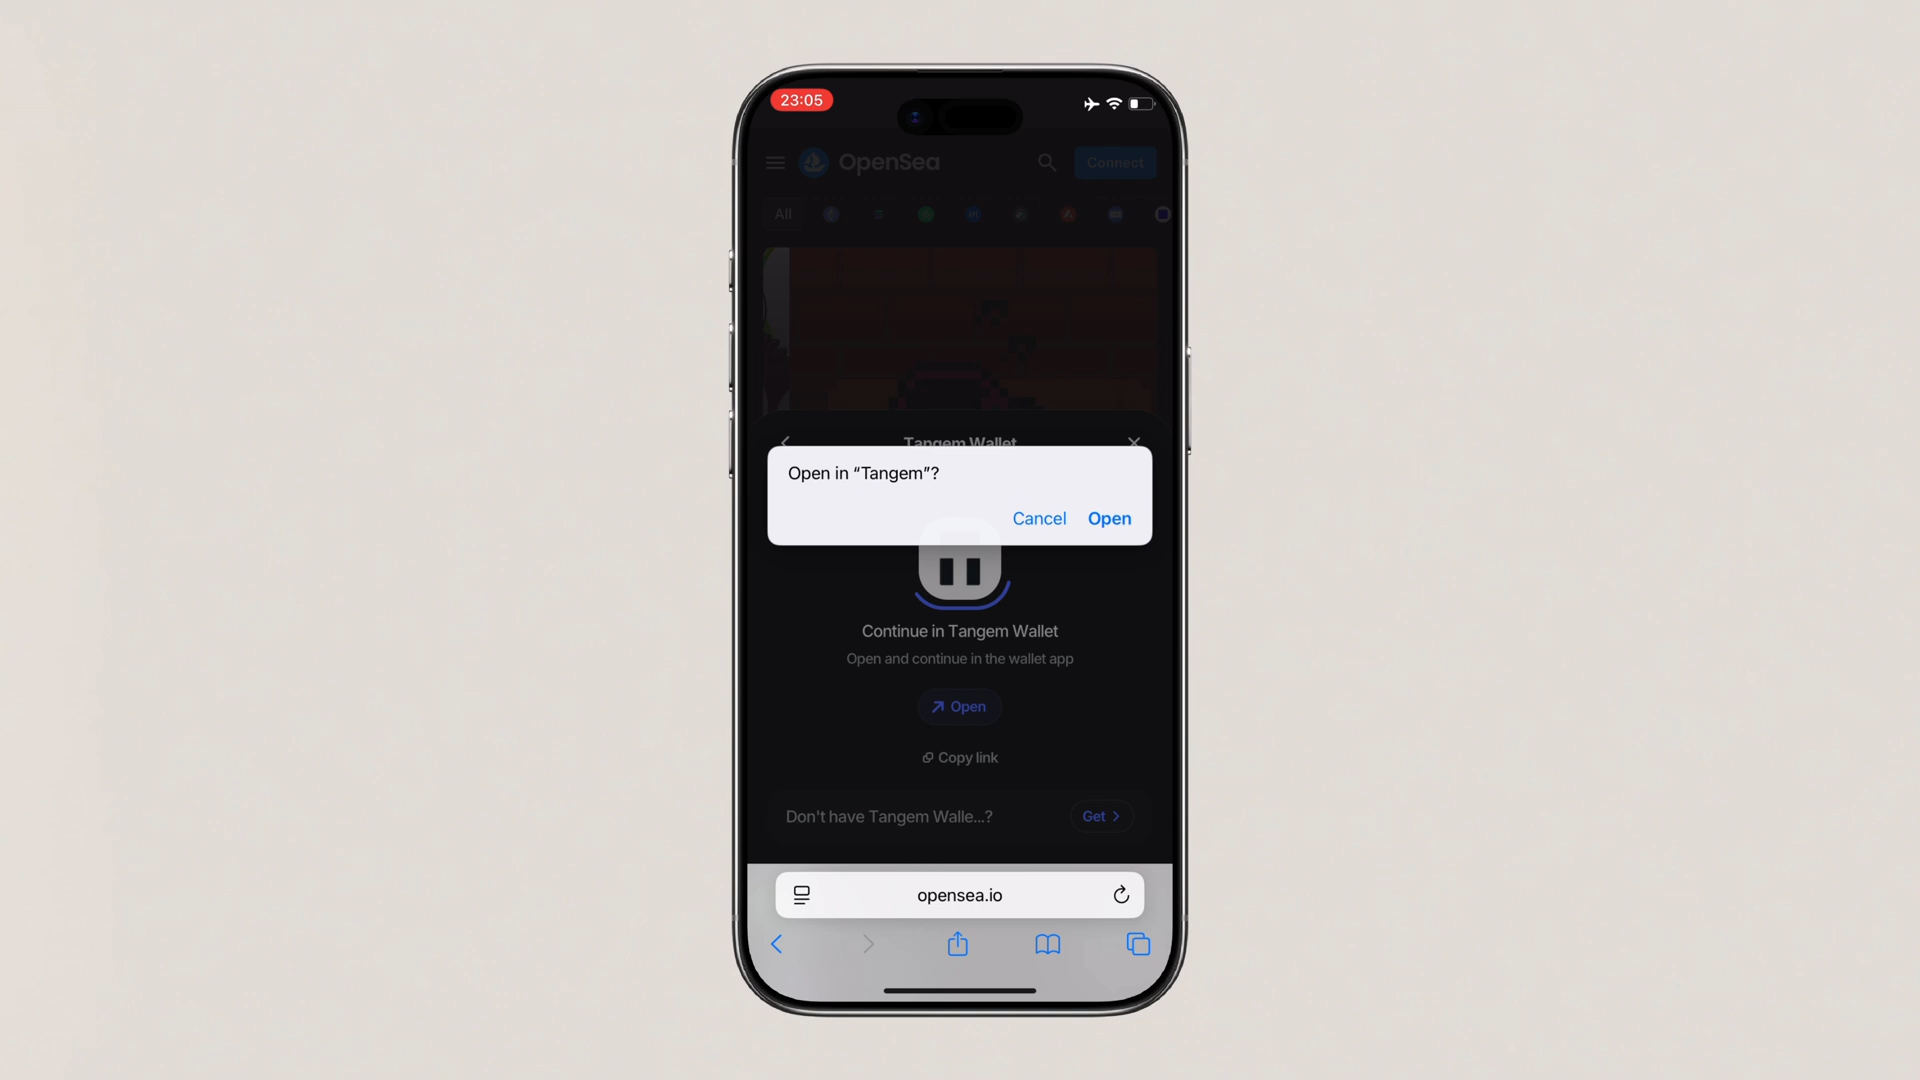 23:05
OpenSea
Connect
All
Tangem Wallet
Open in “Tangem”?
Cancel
Open
Continue in Tangem Wallet
Open and continue in the wallet app
Open
Copy link
Don't have Tangem Walle...?
Get
opensea.io